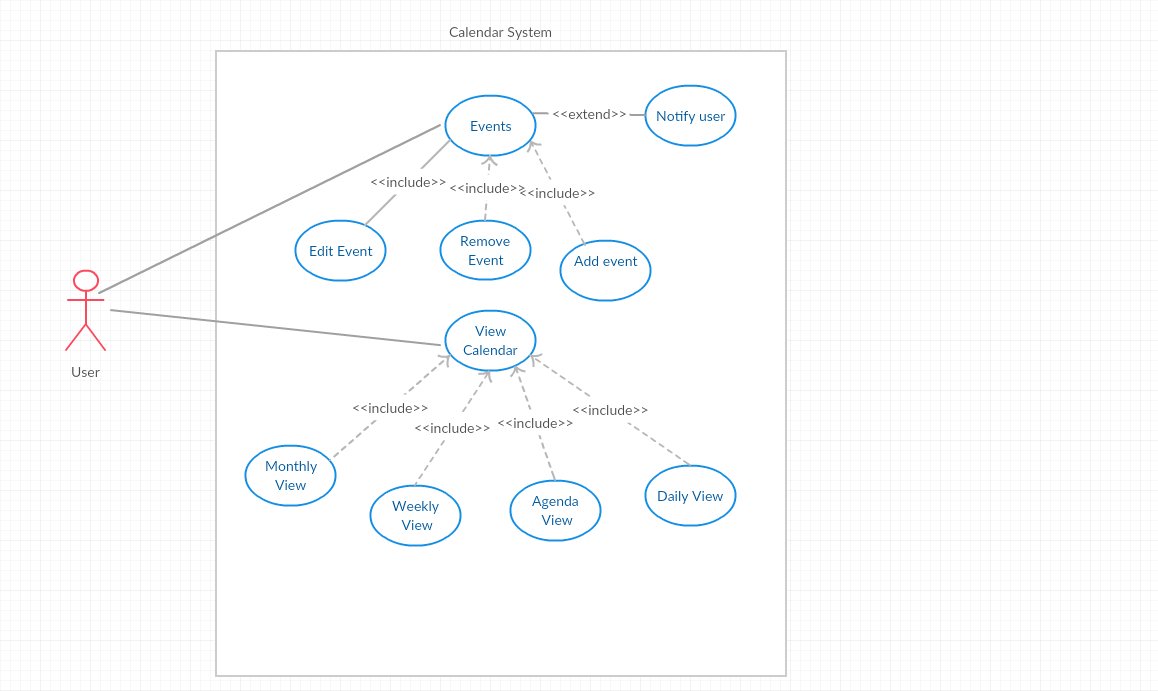 Calendar System
Events
<<extend>>
Notify user
<<include>>
<<include>>
<<include>>
Edit Event
Remove
Event
Add event
User
View
Calendar
<<include>>
<<include>>
<<include>>
<<include>>
Monthly
View
Weekly
View
Agenda
View
Daily View